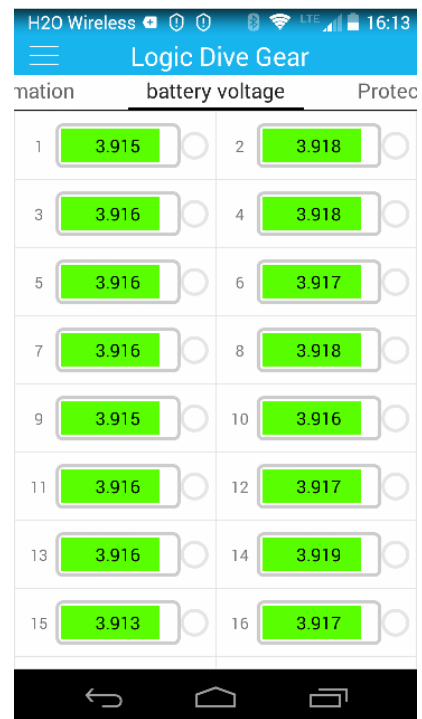 H2O Wireless LTE 16:13
Logic Dive Gear
mation battery voltage Protec
1 3.915 2 3.918
3 3.916 4 3.918
5 3.916 6 3.917
7 3.916 8 3.918
9 3.915 10 3.916
11 3.916 12 3.917
13 3.916 14 3.919
15 3.913 16 3.917